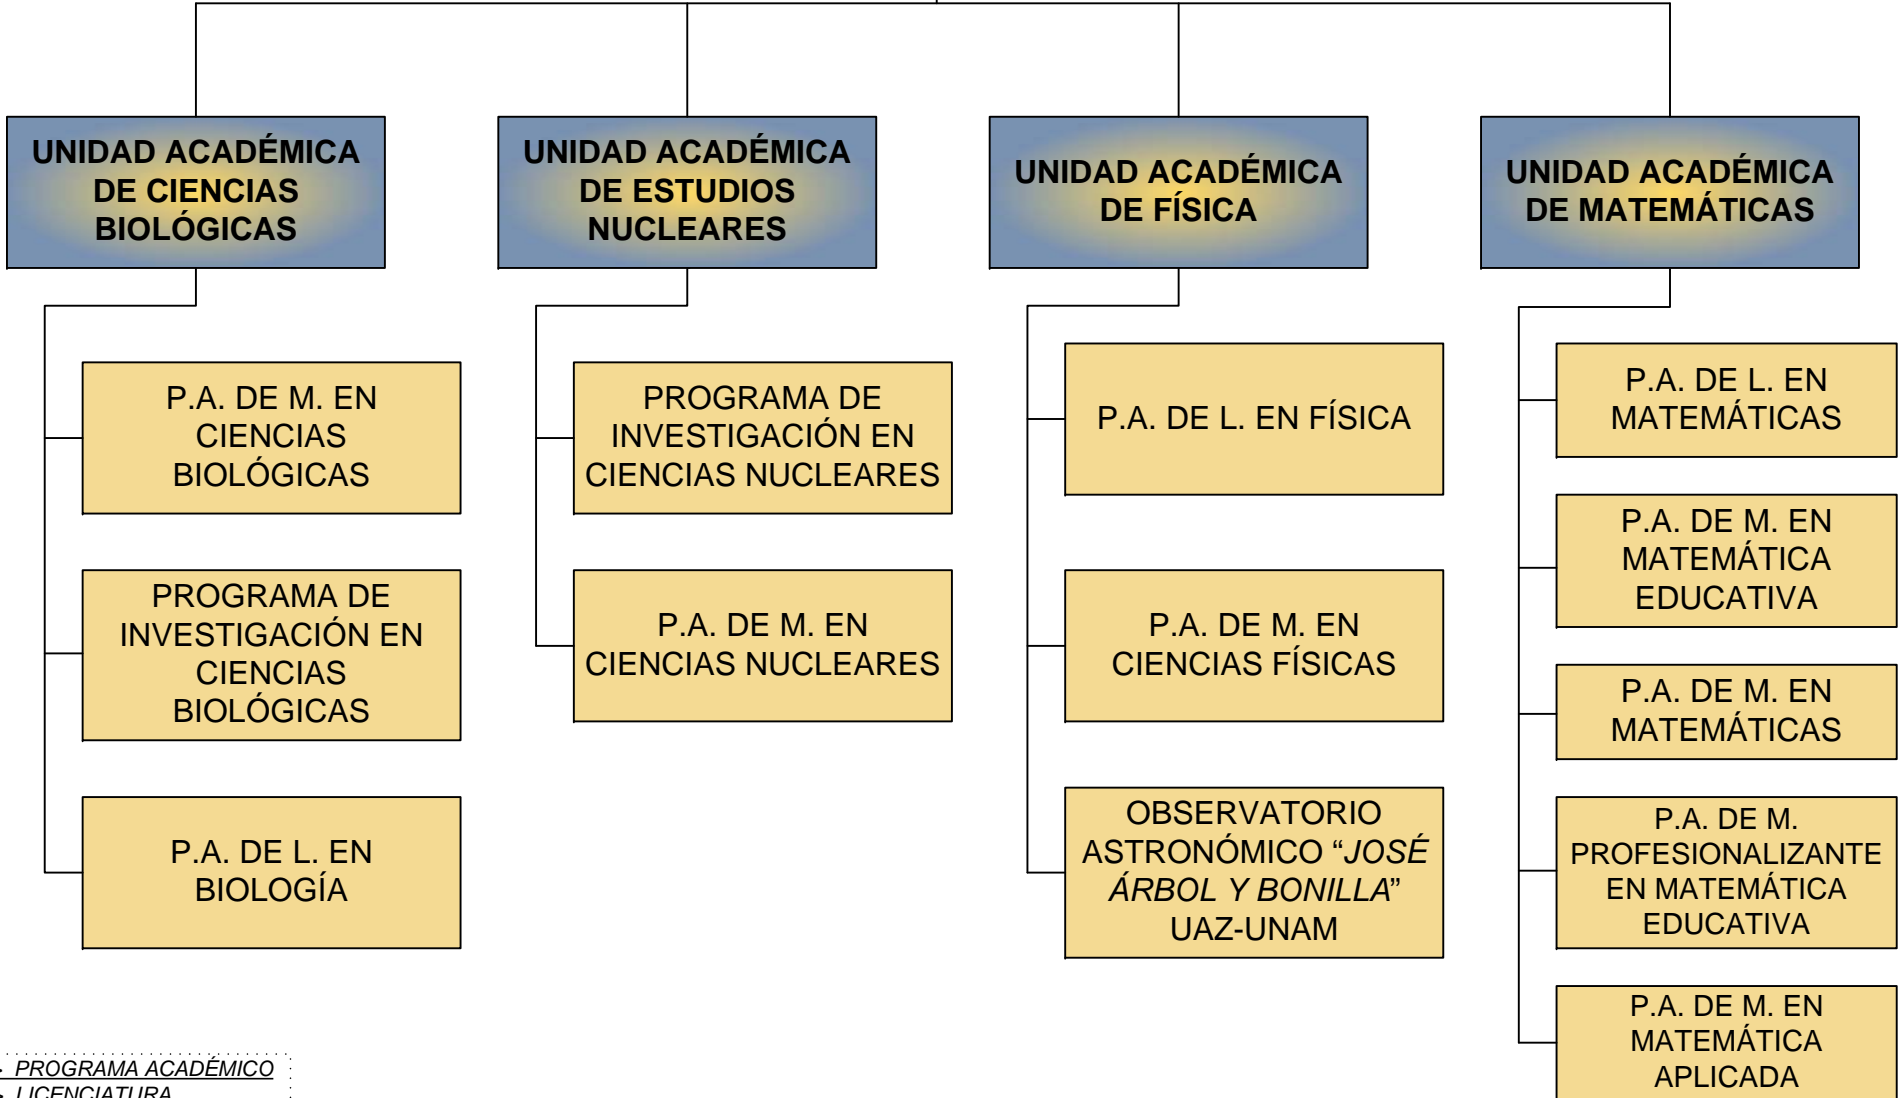 UNIDAD ACADÉMICA
DE CIENCIAS
BIOLÓGICAS
P.A. DE M. EN
CIENCIAS
BIOLÓGICAS
PROGRAMA DE
INVESTIGACIÓN EN
CIENCIAS
BIOLÓGICAS
P.A. DE L. EN
BIOLOGÍA
UNIDAD ACADÉMICA
DE ESTUDIOS
NUCLEARES
PROGRAMA DE
INVESTIGACIÓN EN
CIENCIAS NUCLEARES
P.A. DE M. EN
CIENCIAS NUCLEARES
UNIDAD ACADÉMICA
DE FÍSICA
P.A. DE L. EN FÍSICA
P.A. DE M. EN
CIENCIAS FÍSICAS
OBSERVATORIO
ASTRONÓMICO “JOSÉ
ÁRBOL Y BONILLA”
UAZ-UNAM
UNIDAD ACADÉMICA
DE MATEMÁTICAS
P.A. DE L. EN
MATEMÁTICAS
P.A. DE M. EN
MATEMÁTICA
EDUCATIVA
P.A. DE M. EN
MATEMÁTICAS
P.A. DE M.
PROFESIONALIZANTE
EN MATEMÁTICA
EDUCATIVA
P.A. DE M. EN
MATEMÁTICA
APLICADA
PROGRAMA ACADÉMICO
LICENCIATURA